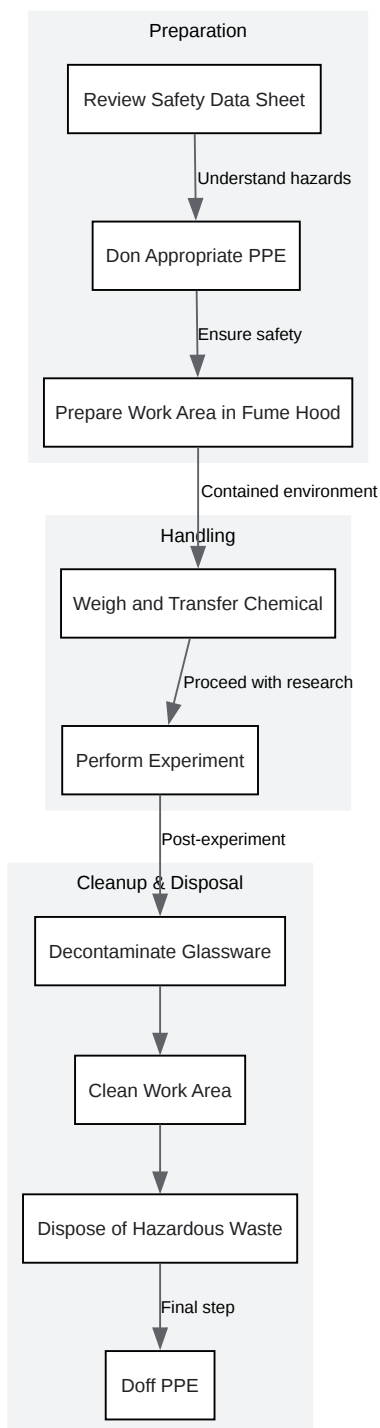 Preparation
Review Safety Data Sheet
Understand hazards
Don Appropriate PPE
Ensure safety
Prepare Work Area in Fume Hood
Contained environment
Handling
Weigh and Transfer Chemical
Proceed with research
Perform Experiment
Post-experiment
Cleanup & Disposal
Decontaminate Glassware
Clean Work Area
Dispose of Hazardous Waste
Final step
Doff PPE